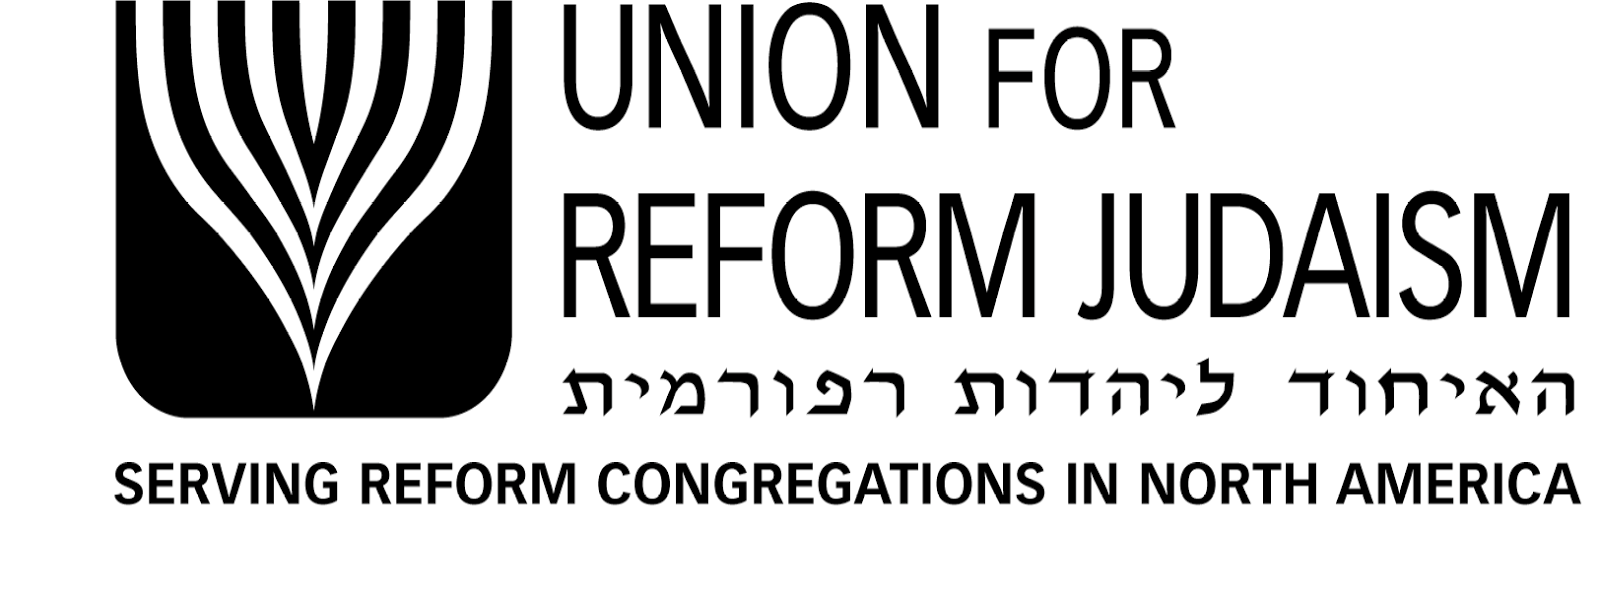 UNION FOR
REFORM JUDAISM
האיחוד ליהדות רפורמית
SERVING REFORM CONGREGATIONS IN NORTH AMERICA